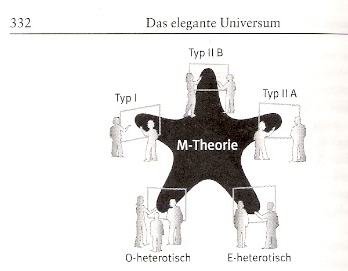 332 Das elegante Universum
Typ II B
Typ I
Typ II A
M-Theorie
O-heterotisch
E-heterotisch